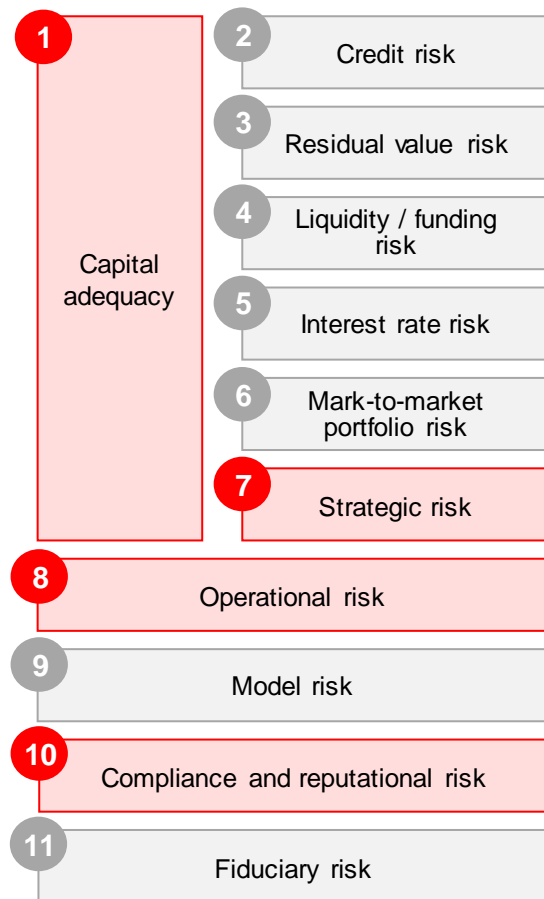 1
Capital
adequacy
2
Credit risk
3
Residual value risk
4
Liquidity / funding
risk
5
Interest rate risk
6
Mark-to-market
portfolio risk
7
Strategic risk
8
Operational risk
9
Model risk
10
Compliance and reputational risk
11
Fiduciary risk